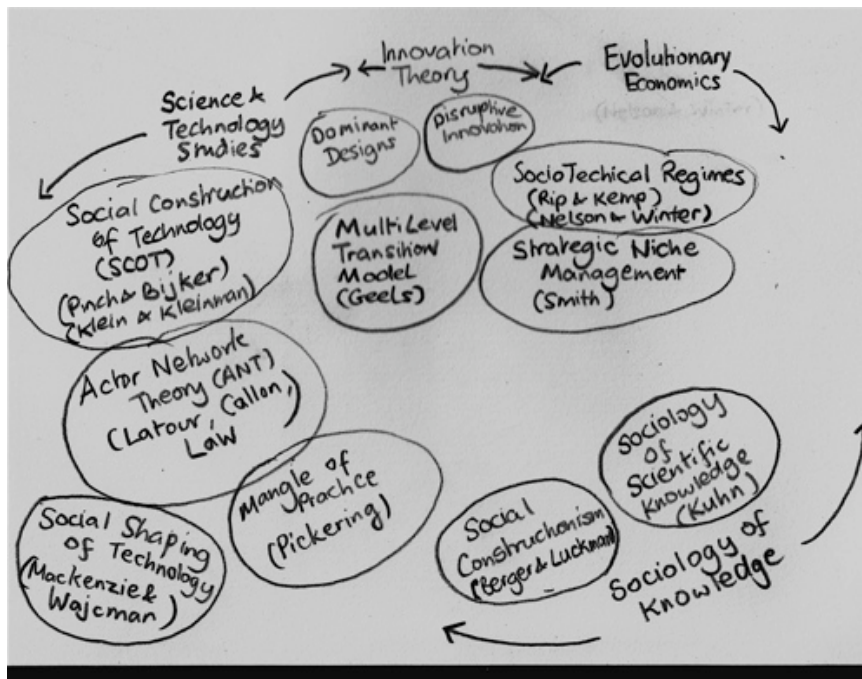 Innovation
Theory
Evolutionary
Economics
(Nelson & Winter)
Science &
Technology
Studies
Dominant
Designs
Disruptive
Innovation
Social Construction
of Technology
(SCOT)
(Pinch & Bijker)
(Klein & Kleinman)
MultiLevel
Transition
Model
(Geels)
SocioTechical Regimes
(Rip & Kemp)
(Nelson & Winter)
Strategic Niche
Management
(Smith)
Actor Network
Theory (ANT)
(Latour, Callon,
Law
Mangle of
Practice
(Pickering)
Social Shaping
of Technology
(Mackenzie &
Wajcman)
Social
Constructionism
(Berger & Luckman)
Sociology
of
Scientific
Knowledge
(Kuhn)
Sociology of
Knowledge